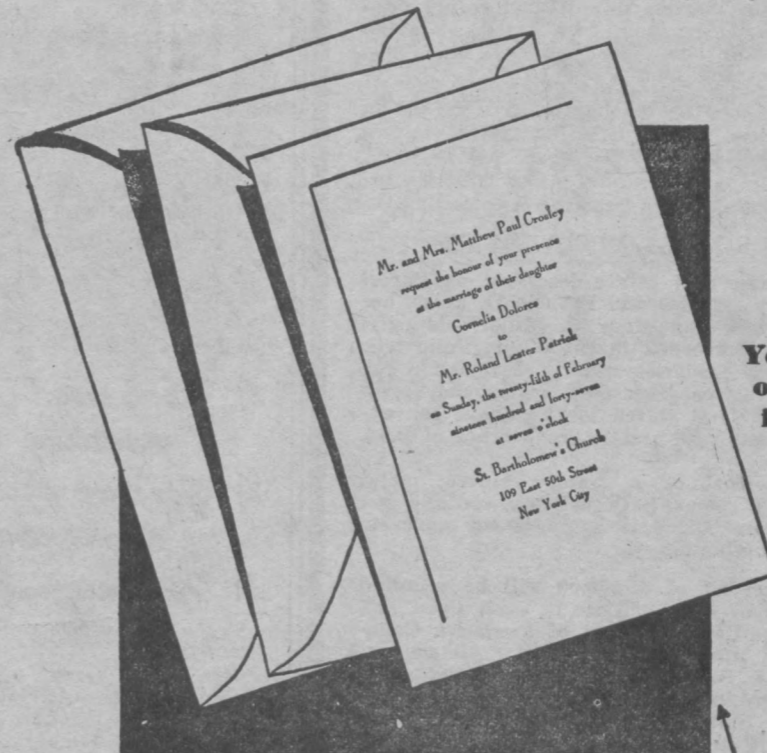 Mr. and Mrs. Matthew Paul Crosley
request the honour of your presence
at the marriage of their daughter
Cornelia Dolores
to
Mr. Roland Lester Patrick
on Sunday, the twenty-fifth of February
nineteen hundred and forty-seven
at seven o'clock
St. Bartholomew's Church
109 East 50th Street
New York City